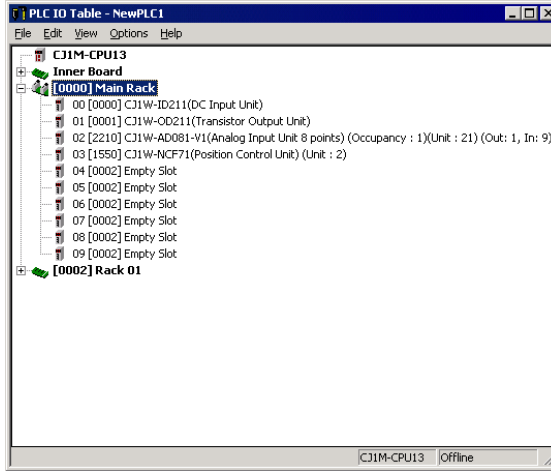 PLC IO Table - NewPLC1
File Edit View Options Help
CJ1M-CPU13
Inner Board
[0000] Main Rack
00 [0000] CJ1W-ID211(DC Input Unit)
01 [0001] CJ1W-OD211(Transistor Output Unit)
02 [2210] CJ1W-AD081-V1(Analog Input Unit 8 points) (Occupancy : 1)(Unit : 21) (Out: 1, In: 9)
03 [1550] CJ1W-NCF71(Position Control Unit) (Unit : 2)
04 [0002] Empty Slot
05 [0002] Empty Slot
06 [0002] Empty Slot
07 [0002] Empty Slot
08 [0002] Empty Slot
09 [0002] Empty Slot
[0002] Rack 01
CJ1M-CPU13 Offline